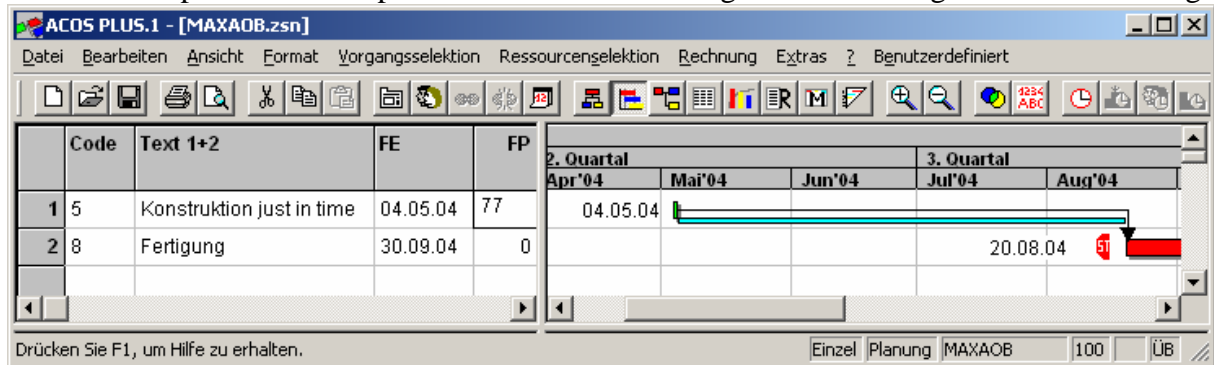 ACOS PLUS.1 - [MAXAOB.zsn]
Datei Bearbeiten Ansicht Format Vorgangsselektion Ressourcenselektion Rechnung Extras ? Benutzerdefiniert
Code Text 1+2 FE FP
2. Quartal 3. Quartal
Apr'04 Mai'04 Jun'04 Jul'04 Aug'04
1 5 Konstruktion just in time 04.05.04 77 04.05.04
2 8 Fertigung 30.09.04 0 20.08.04 ST
Drücken Sie F1, um Hilfe zu erhalten. Einzel Planung MAXAOB 100 ÜB